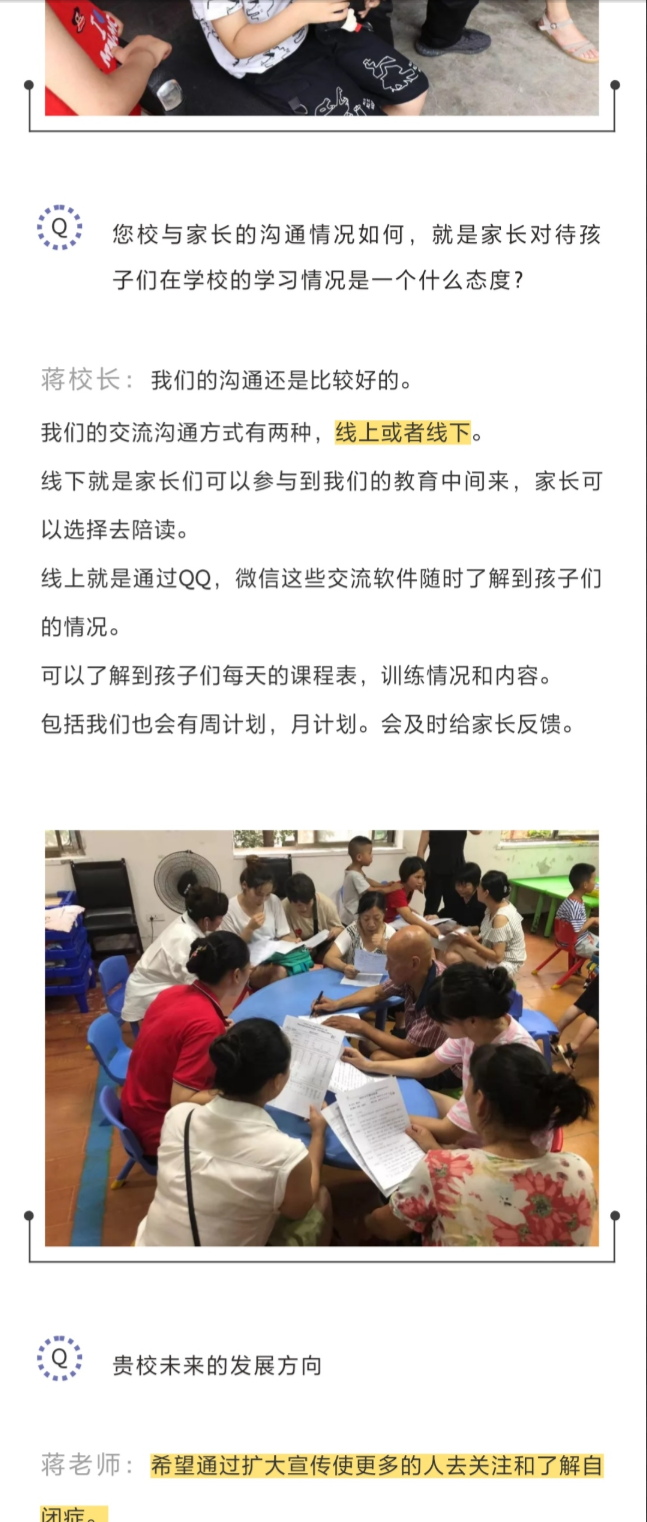 Q
您校与家长的沟通情况如何，就是家长对待孩
子们在学校的学习情况是一个什么态度？
蒋校长：我们的沟通还是比较好的。
我们的交流沟通方式有两种，线上或者线下。
线下就是家长们可以参与到我们的教育中间来，家长可
以选择去陪读。
线上就是通过QQ，微信这些交流软件随时了解到孩子们
的情况。
可以了解到孩子们每天的课程表，训练情况和内容。
包括我们也会有周计划，月计划。会及时给家长反馈。
Q
贵校未来的发展方向
蒋老师：希望通过扩大宣传使更多的人去关注和了解自
闭症。